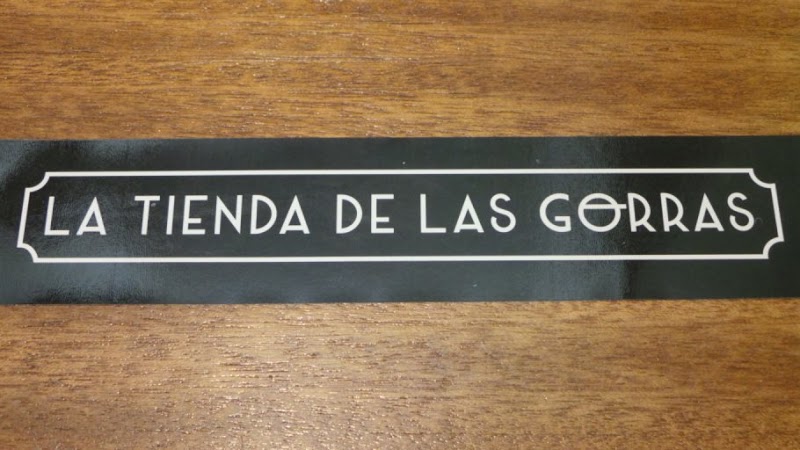 LA TIENDA DE LAS GORRAS